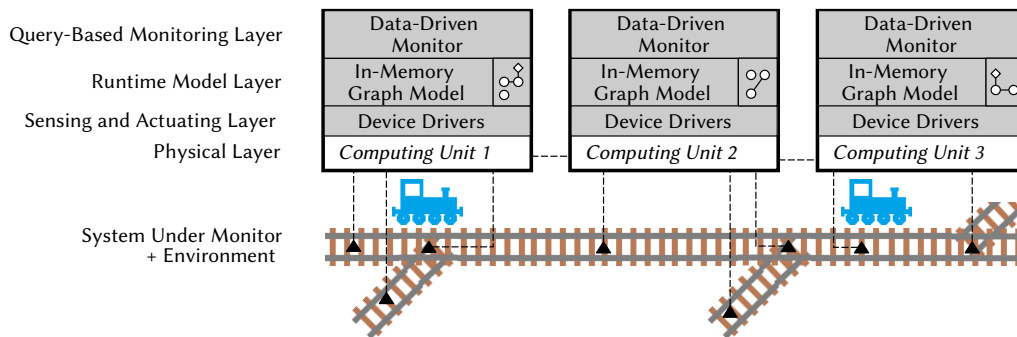 Query-Based Monitoring Layer
Data-Driven
Monitor
Data-Driven
Monitor
Data-Driven
Monitor
Runtime Model Layer
In-Memory
Graph Model
In-Memory
Graph Model
In-Memory
Graph Model
Sensing and Actuating Layer
Device Drivers
Device Drivers
Device Drivers
Physical Layer
Computing Unit 1
Computing Unit 2
Computing Unit 3
System Under Monitor
+ Environment